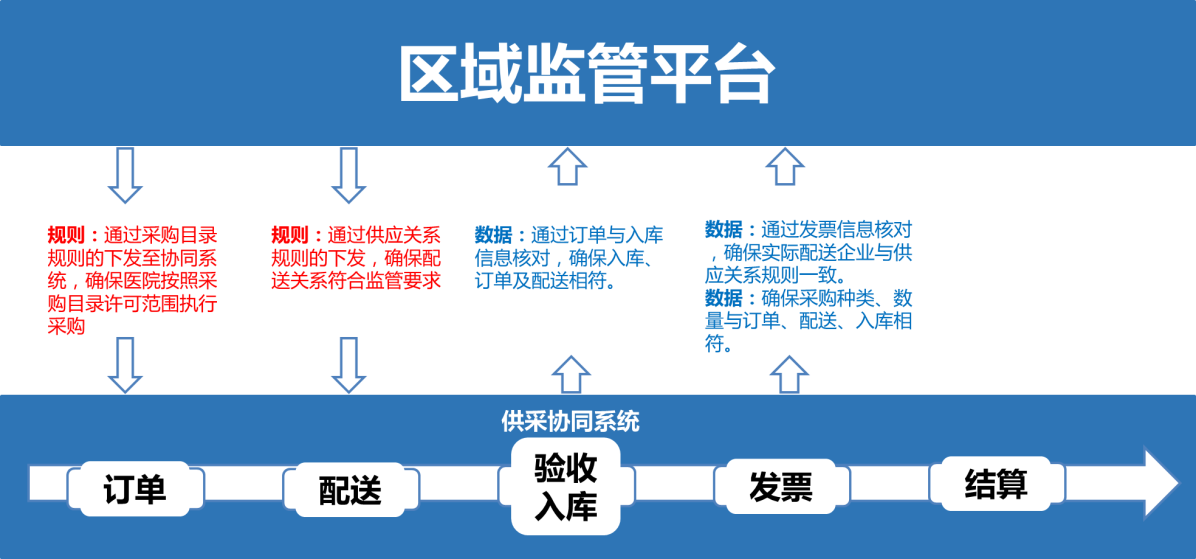 区域监管平台
规则：通过采购目录
规则的下发至协同系
统，确保医院按照采
购目录许可范围执行
采购
规则：通过供应关系
规则的下发，确保配
送关系符合监管要求
数据：通过订单与入库
信息核对，确保入库、
订单及配送相符。
数据：通过发票信息核对
，确保实际配送企业与供
应关系规则一致。
数据：确保采购种类、数
量与订单、配送、入库相
符。
供采协同系统
订单
配送
验收
入库
发票
结算